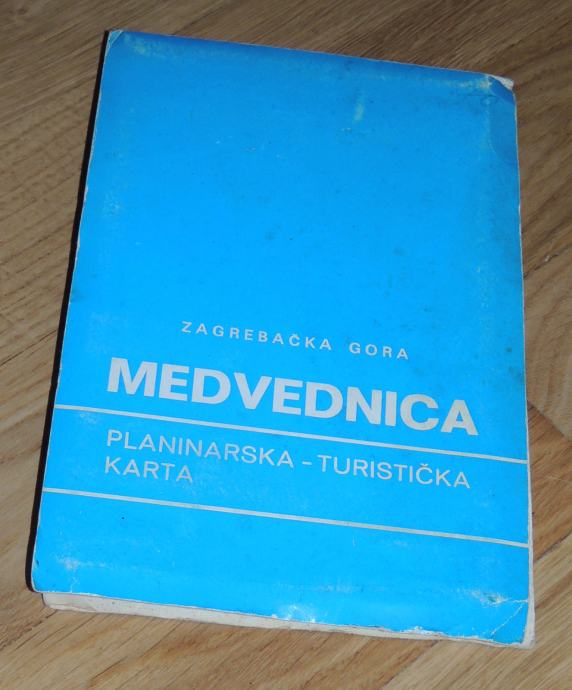 ZAGREBAČKA GORA
MEDVEDNICA
PLANINARSKA – TURISTIČKA
KARTA